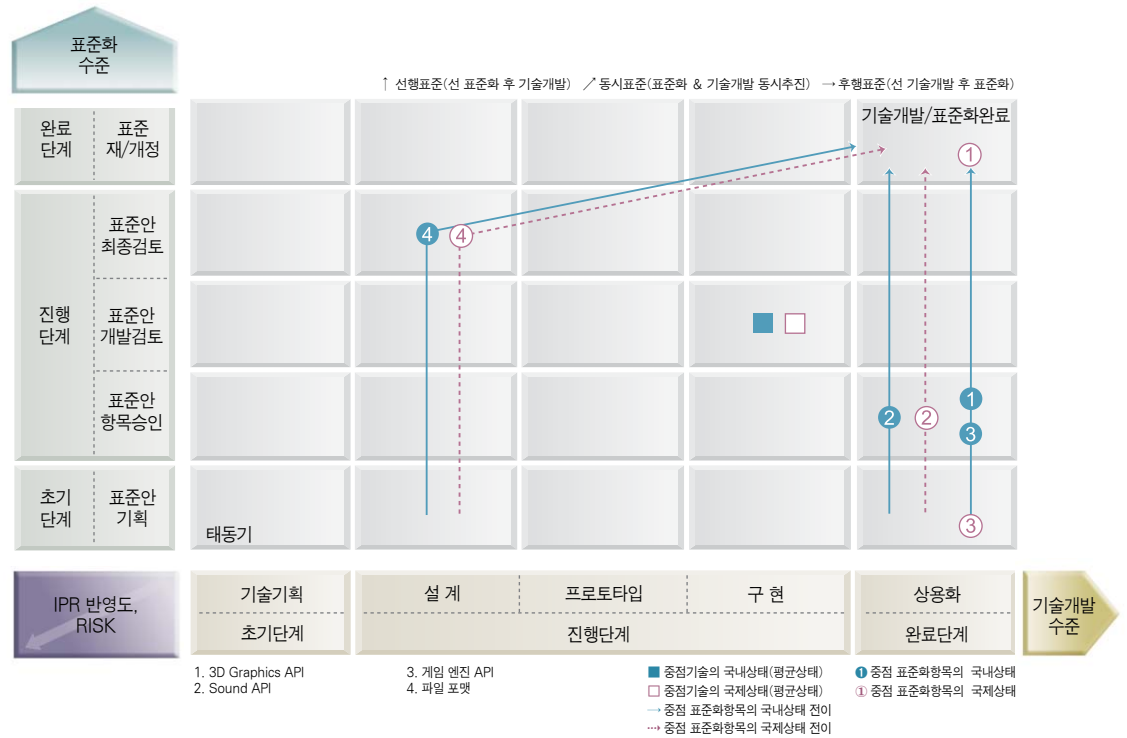 표준화
수준
↑ 선행표준(선 표준화 후 기술개발) ↗ 동시표준(표준화 & 기술개발 동시추진) → 후행표준(선 기술개발 후 표준화)
완료
단계
표준
재/개정
기술개발/표준화완료
1
표준안
최종검토
4
4
진행
단계
표준안
개발검토
표준안
항목승인
2
2
1
3
초기
단계
표준안
기획
태동기
3
IPR 반영도,
RISK
기술기획
설 계
프로토타입
구 현
상용화
초기단계
진행단계
완료단계
기술개발
수준
1. 3D Graphics API
2. Sound API
3. 게임 엔진 API
4. 파일 포맷
중점기술의 국내상태(평균상태)
중점기술의 국제상태(평균상태)
중점 표준화항목의 국내상태 전이
중점 표준화항목의 국제상태 전이
1 중점 표준화항목의 국내상태
1 중점 표준화항목의 국제상태